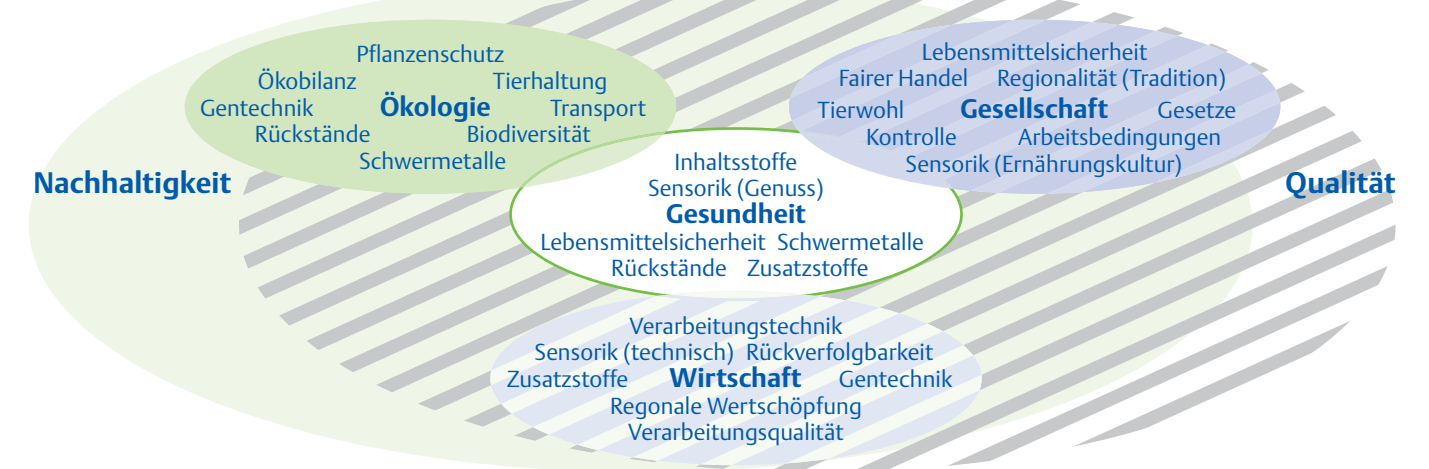 Pflanzenschutz
Ökobilanz Tierhaltung
Gentechnik Ökologie Transport
Rückstände Biodiversität
Schwermetalle
Lebensmittelsicherheit
Fairer Handel Regionalität (Tradition)
Tierwohl Gesellschaft Gesetze
Kontrolle Arbeitsbedingungen
Sensorik (Ernährungskultur)
Nachhaltigkeit
Qualität
Inhaltsstoffe
Sensorik (Genuss)
Gesundheit
Lebensmittelsicherheit Schwermetalle
Rückstände Zusatzstoffe
Verarbeitungstechnik
Sensorik (technisch) Rückverfolgbarkeit
Zusatzstoffe Wirtschaft Gentechnik
Regonale Wertschöpfung
Verarbeitungsqualität